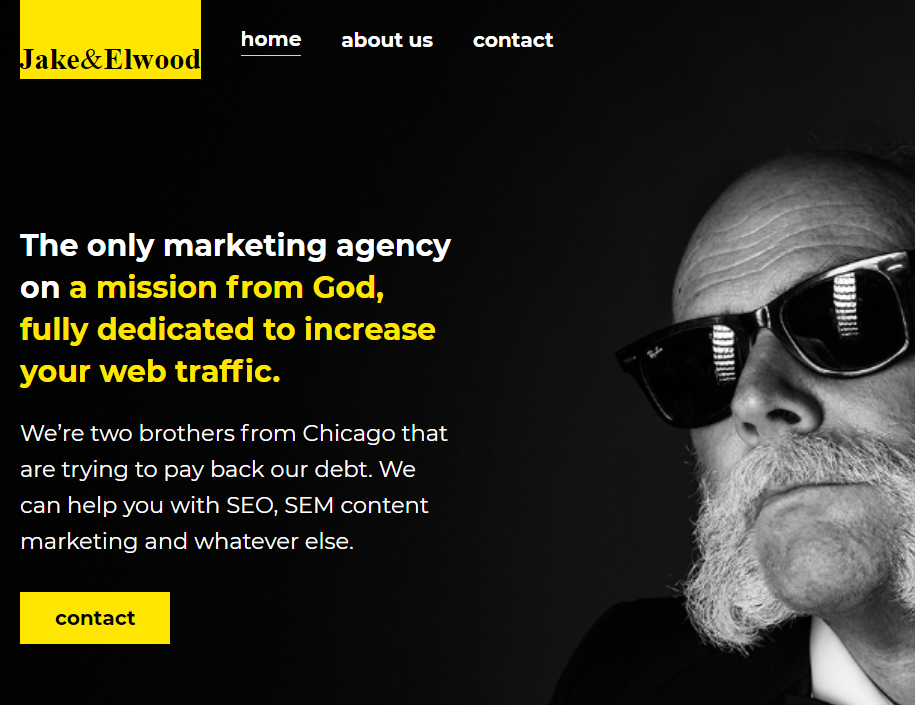 Jake&Elwood
home about us contact
The only marketing agency
on a mission from God,
fully dedicated to increase
your web traffic.
We’re two brothers from Chicago that
are trying to pay back our debt. We
can help you with SEO, SEM content
marketing and whatever else.
contact
Ray-Ban